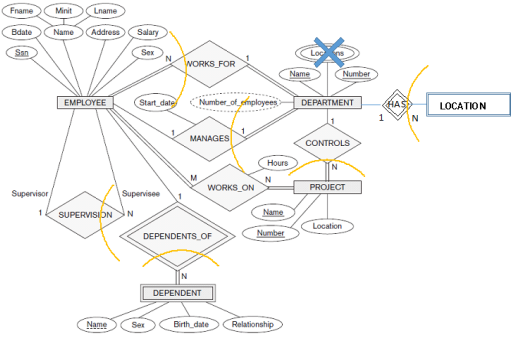 Fname Minit Lname
Bdate Name Address Salary
Ssn Sex
N WORKS_FOR 1
Locations
Name Number
Start_date Number_of_employees
EMPLOYEE DEPARTMENT HAS LOCATION
1 N
1 MANAGES 1
1
CONTROLS
Hours
M WORKS_ON N N
PROJECT
Supervisor Supervisee 1
Name Location
1 SUPERVISION N
Number
DEPENDENTS_OF
N
DEPENDENT
Name Sex Birth_date Relationship